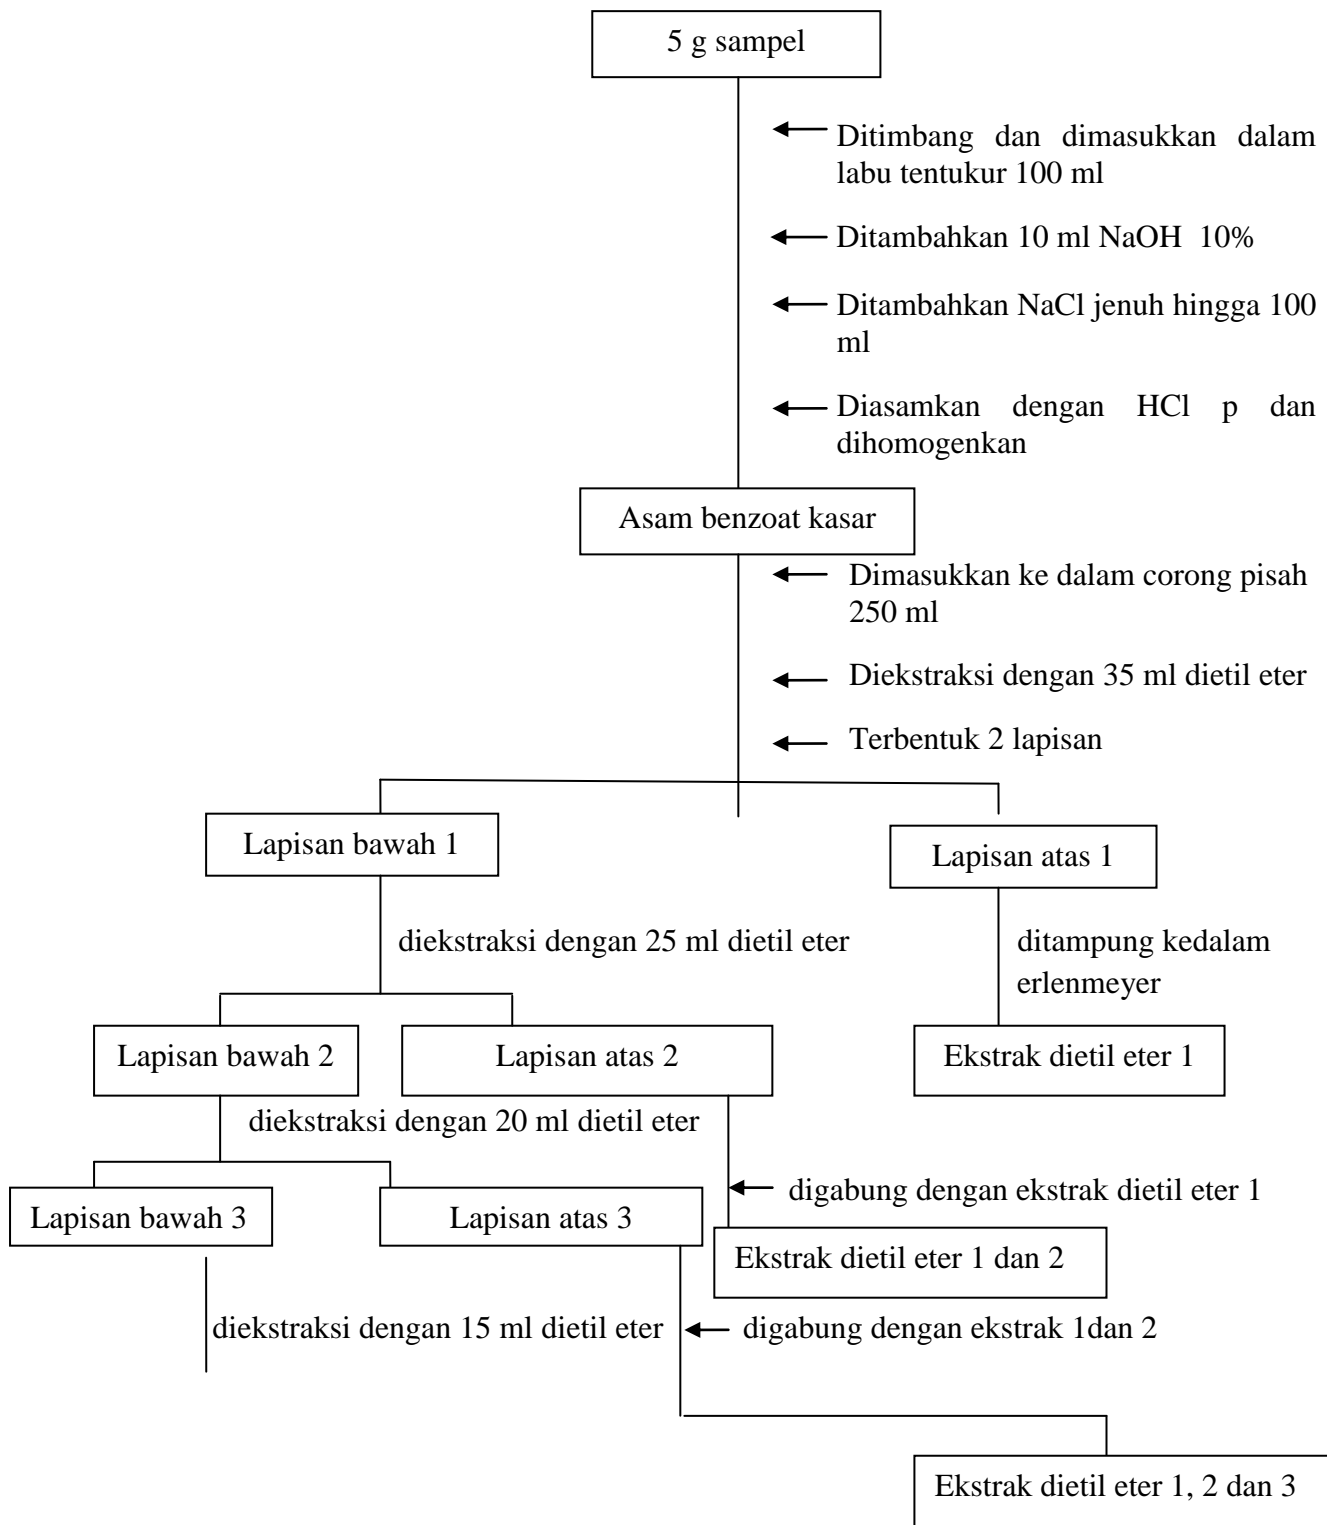 5 g sampel
Ditimbang dan dimasukkan dalam
labu tentukur 100 ml
Ditambahkan 10 ml NaOH 10%
Ditambahkan NaCl jenuh hingga 100
ml
Diasamkan dengan HCl p dan
dihomogenkan
Asam benzoat kasar
Dimasukkan ke dalam corong pisah
250 ml
Diekstraksi dengan 35 ml dietil eter
Terbentuk 2 lapisan
Lapisan bawah 1
Lapisan atas 1
diekstraksi dengan 25 ml dietil eter
ditampung kedalam
erlenmeyer
Lapisan bawah 2
Lapisan atas 2
Ekstrak dietil eter 1
diekstraksi dengan 20 ml dietil eter
digabung dengan ekstrak dietil eter 1
Lapisan bawah 3
Lapisan atas 3
Ekstrak dietil eter 1 dan 2
diekstraksi dengan 15 ml dietil eter
digabung dengan ekstrak 1dan 2
Ekstrak dietil eter 1, 2 dan 3